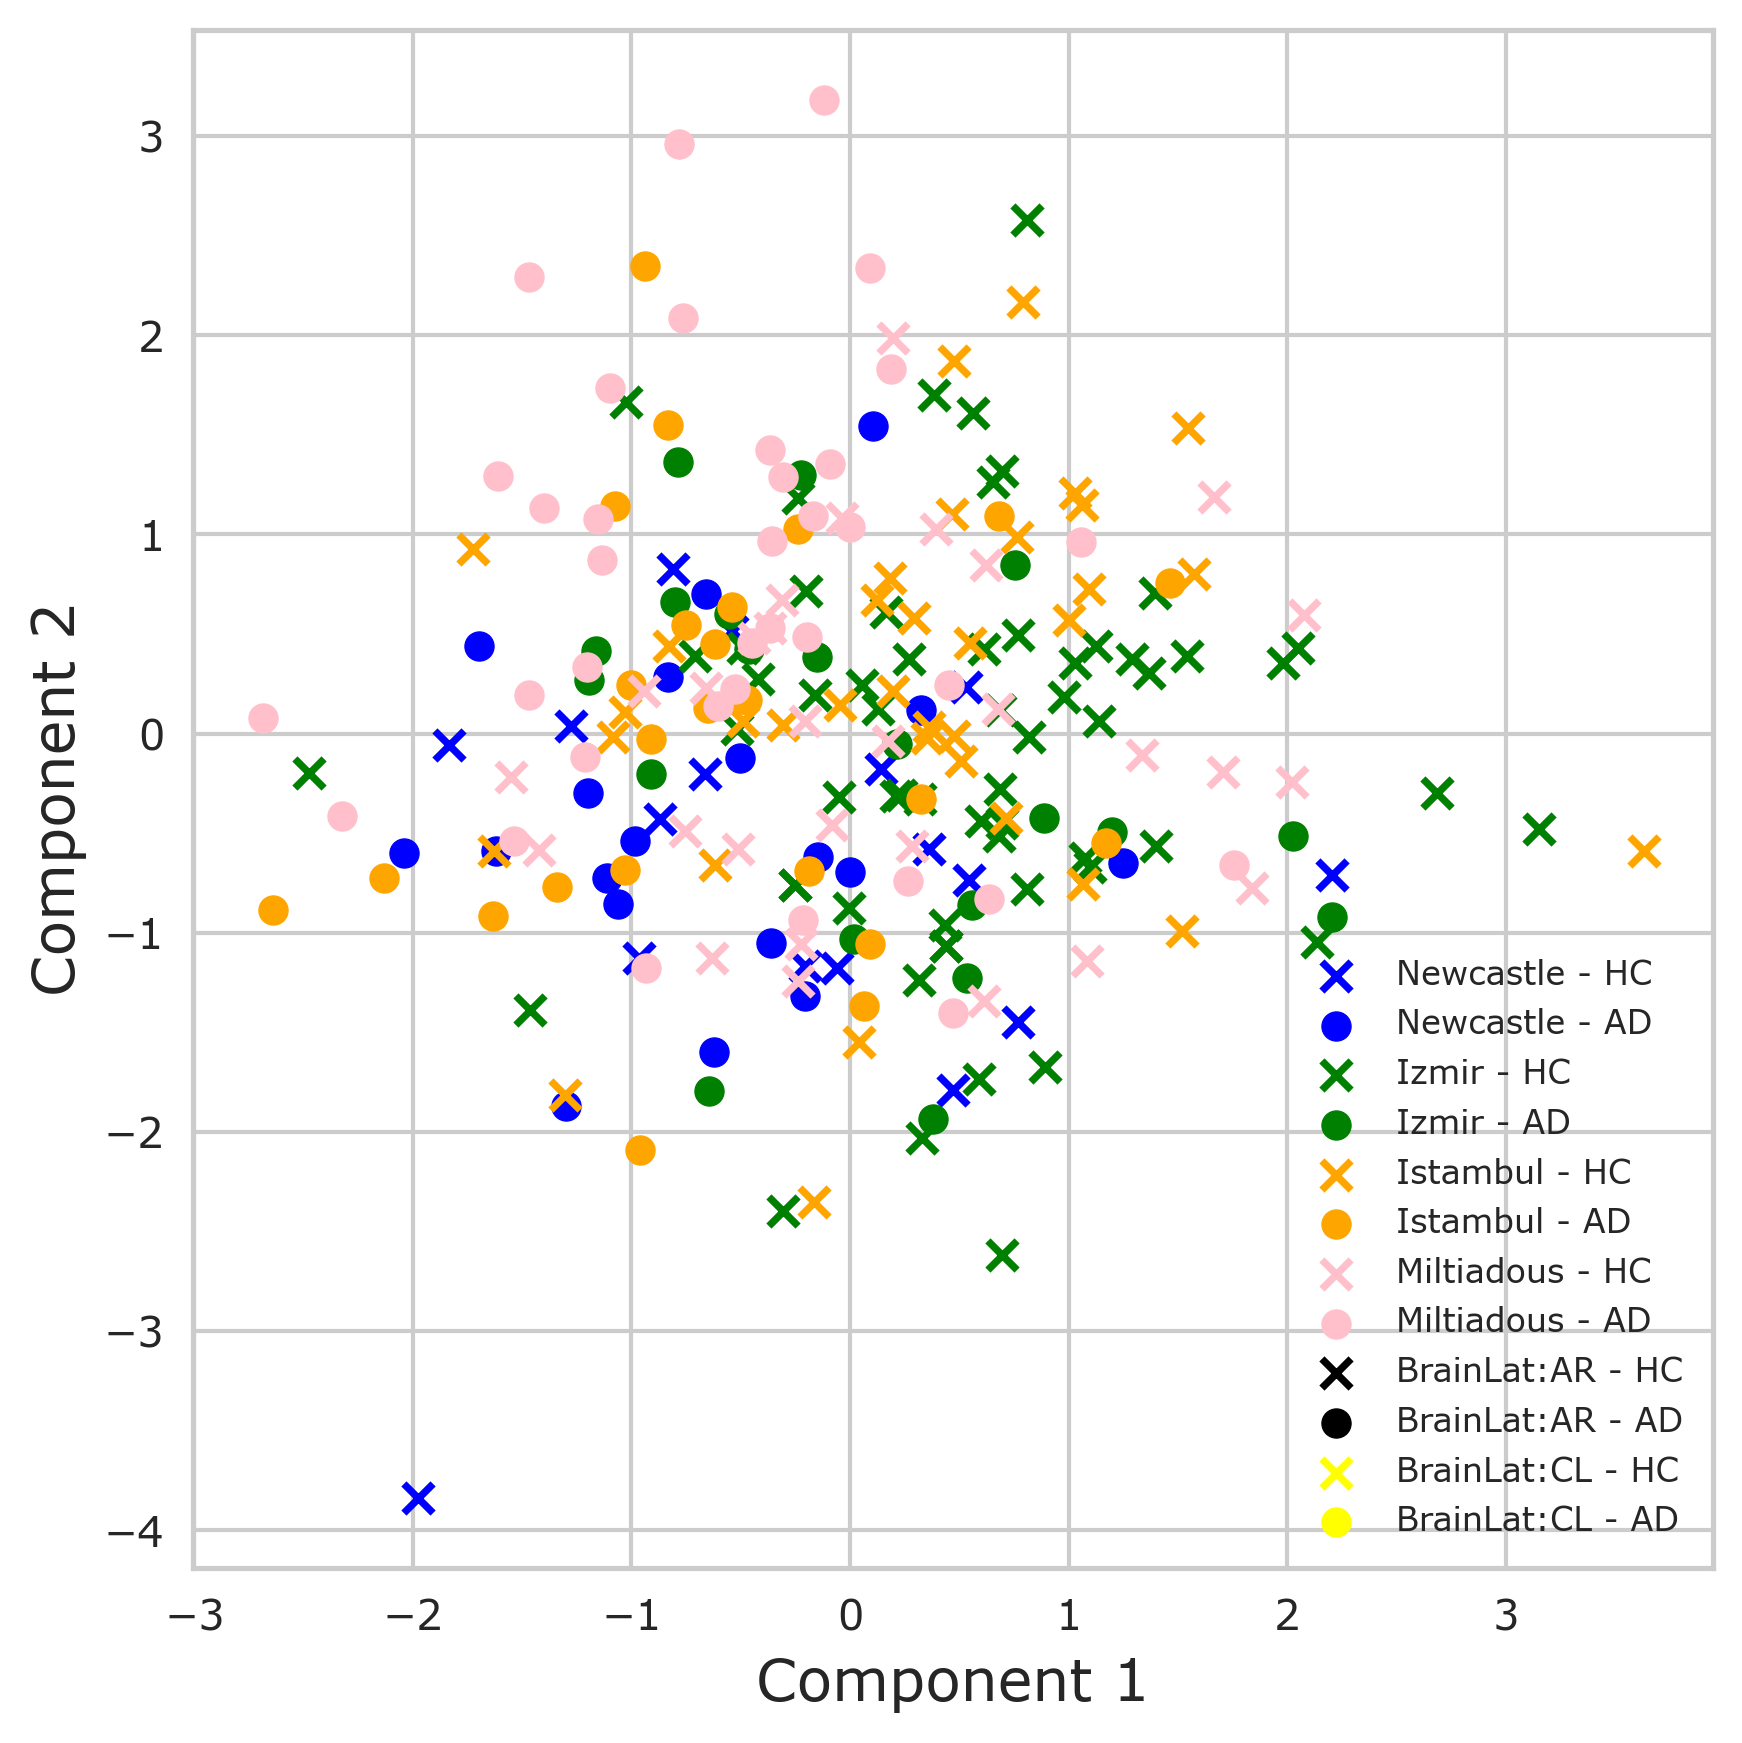 3
2
1
0
−1
−2
−3
−4
Component 2
Newcastle - HC
Newcastle - AD
Izmir - HC
Izmir - AD
Istambul - HC
Istambul - AD
Miltiadous - HC
Miltiadous - AD
BrainLat:AR - HC
BrainLat:AR - AD
BrainLat:CL - HC
BrainLat:CL - AD
−3 −2 −1 0 1 2 3
Component 1